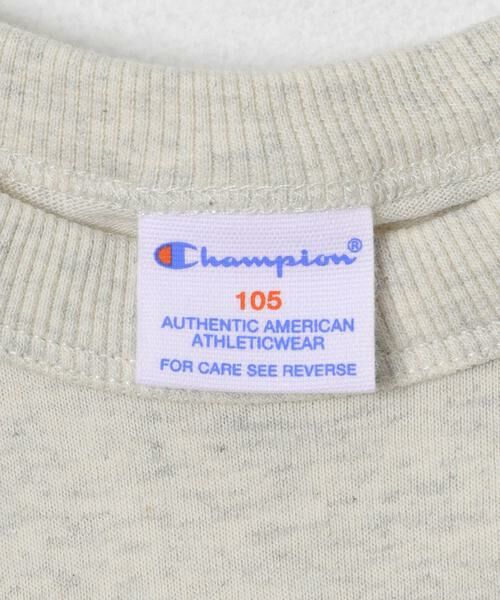 Champion®
105
AUTHENTIC AMERICAN
ATHLETICWEAR
FOR CARE SEE REVERSE